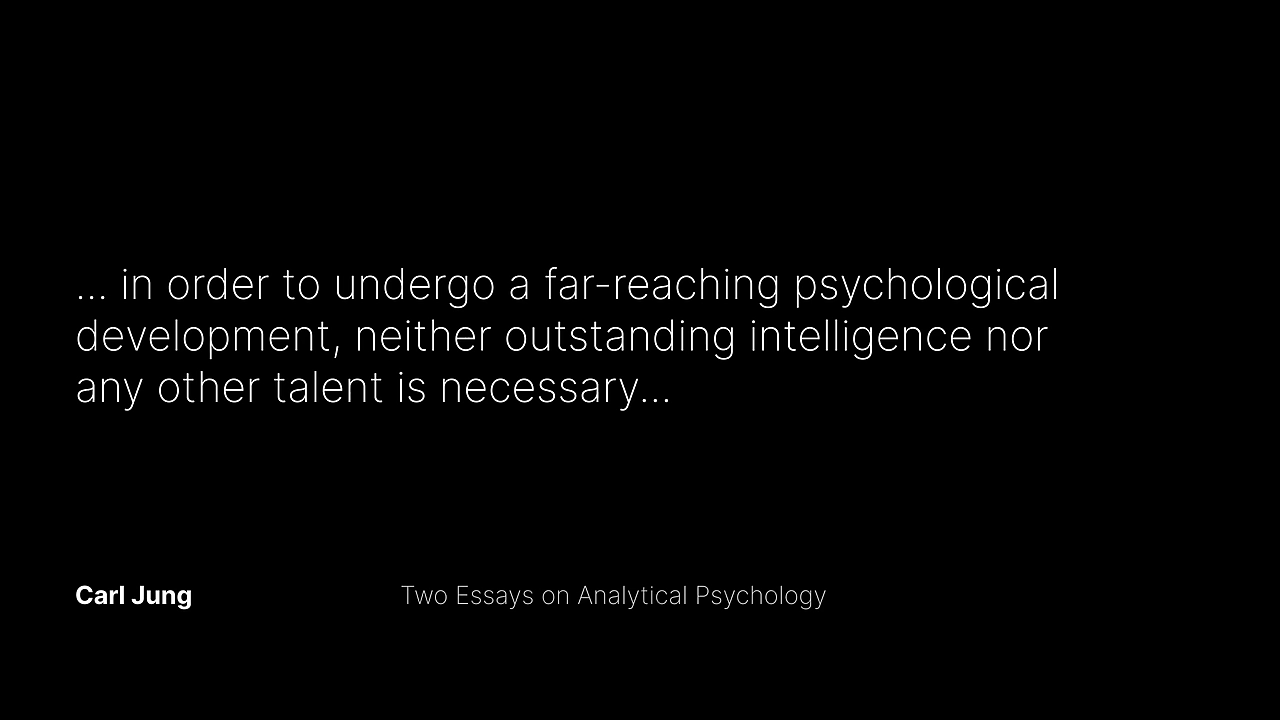 ... in order to undergo a far-reaching psychological
development, neither outstanding intelligence nor
any other talent is necessary...
Carl Jung
Two Essays on Analytical Psychology